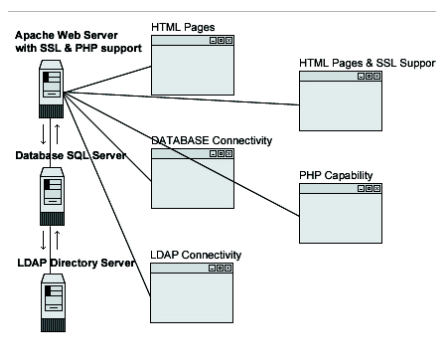 HTML Pages
Apache Web Server
with SSL & PHP support
HTML Pages & SSL Suppor
DATABASE Connectivity
Database SQL Server
PHP Capability
LDAP Connectivity
LDAP Directory Server